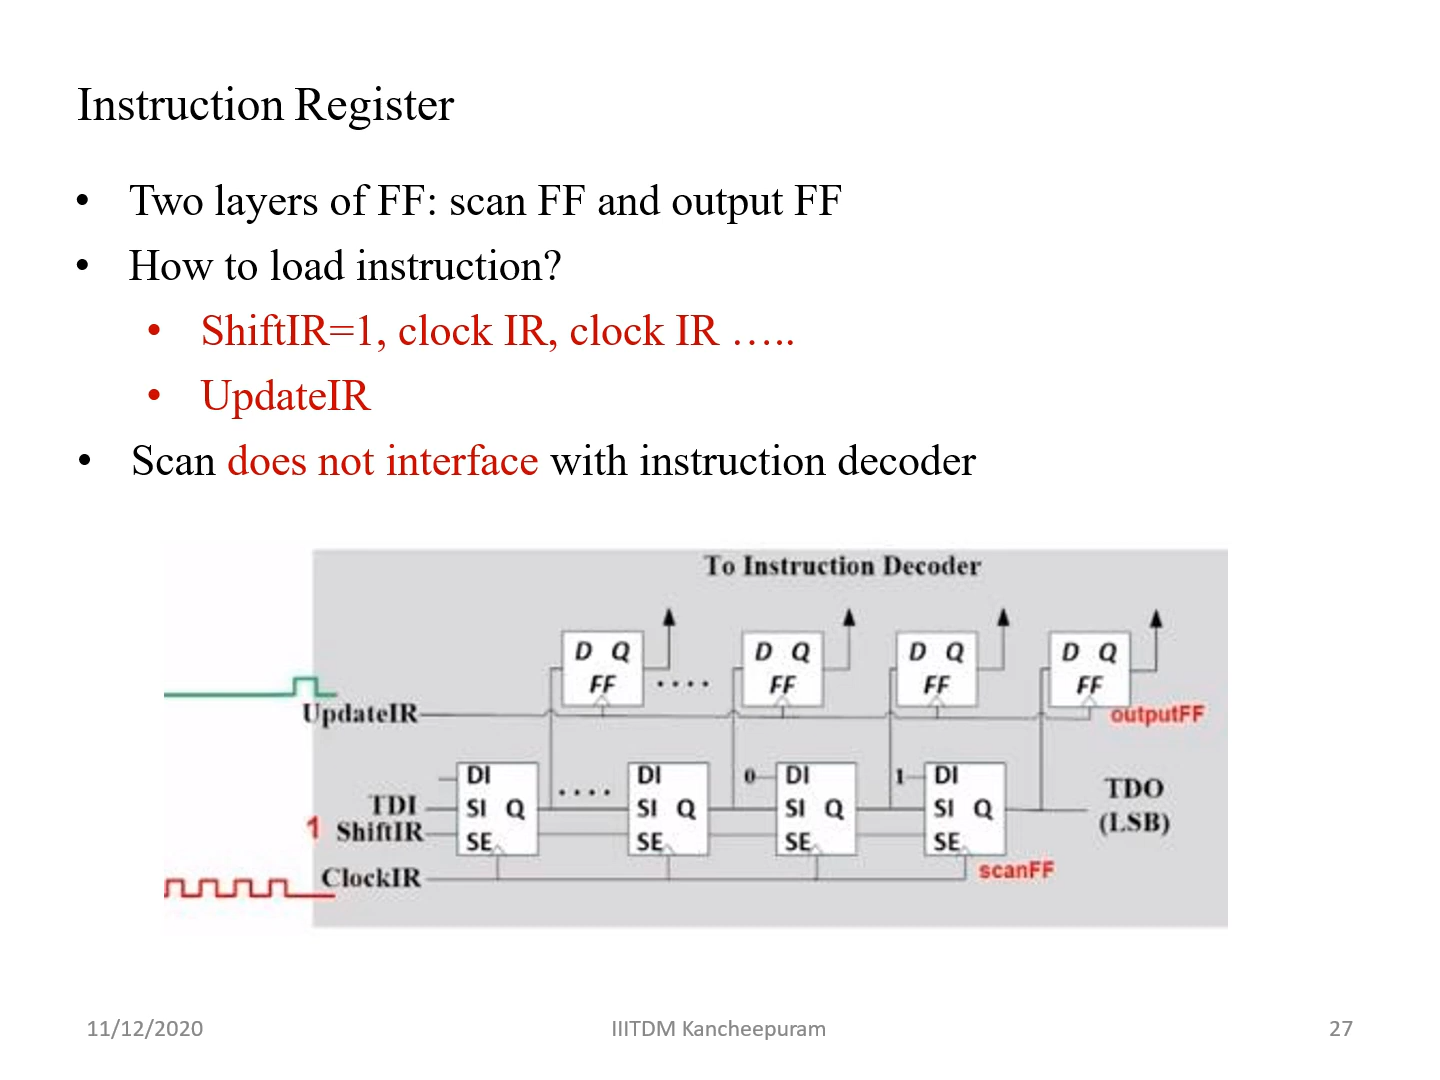 Instruction Register
• Two layers of FF: scan FF and output FF
• How to load instruction?
• ShiftIR=1, clock IR, clock IR …..
• UpdateIR
• Scan does not interface with instruction decoder
To Instruction Decoder
D Q D Q D Q D Q
FF .... FF FF FF
UpdateIR outputFF
DI .... DI 0 DI 1 DI TDO
TDI SI Q SI Q SI Q SI Q (LSB)
1 ShiftIR SE SE SE SE
ClockIR scanFF
11/12/2020 IIITDM Kancheepuram 27